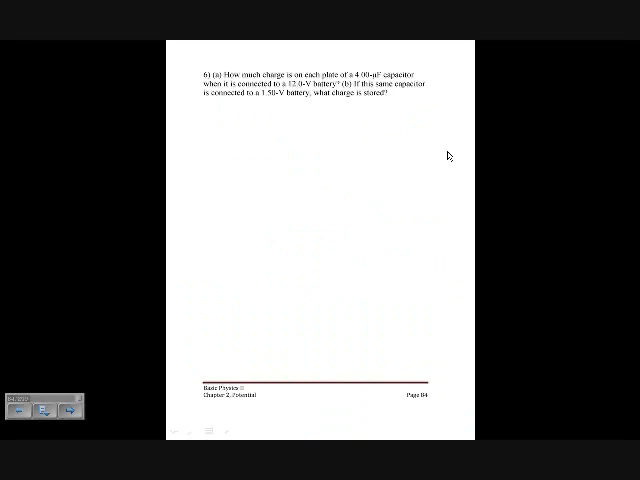 6) (a) How much charge is on each plate of a 4.00-μF capacitor
when it is connected to a 12.0-V battery? (b) If this same capacitor
is connected to a 1.50-V battery, what charge is stored?
Basic Physics II
Chapter 2, Potential
Page 84